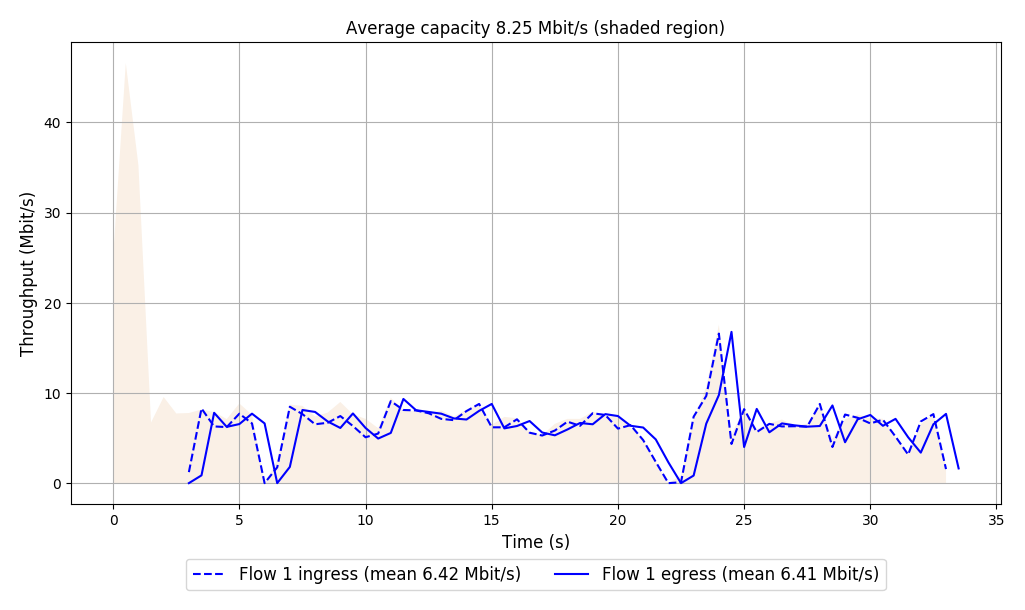 Average capacity 8.25 Mbit/s (shaded region)
Throughput (Mbit/s)
40
30
20
10
0
0 5 10 15 20 25 30 35
Time (s)
Flow 1 ingress (mean 6.42 Mbit/s) Flow 1 egress (mean 6.41 Mbit/s)